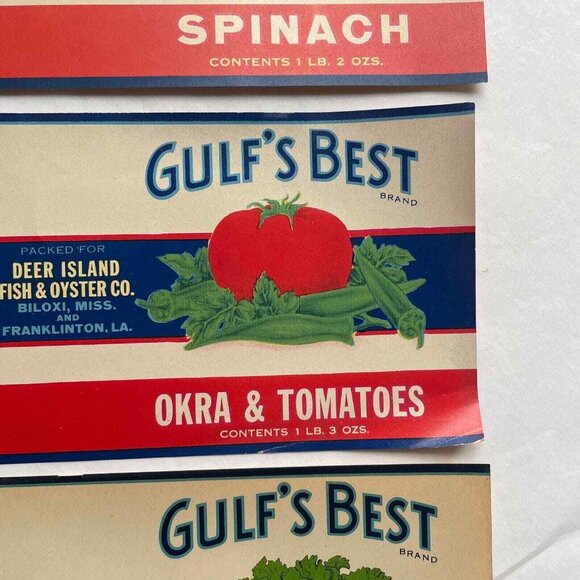 SPINACH
CONTENTS 1 LB. 2 OZS.
GULF'S BEST
BRAND
PACKED FOR
DEER ISLAND
FISH & OYSTER CO.
BILOXI, MISS.
AND
FRANKLINTON, LA.
OKRA & TOMATOES
CONTENTS 1 LB. 3 OZS.
GULF'S BEST
BRAND